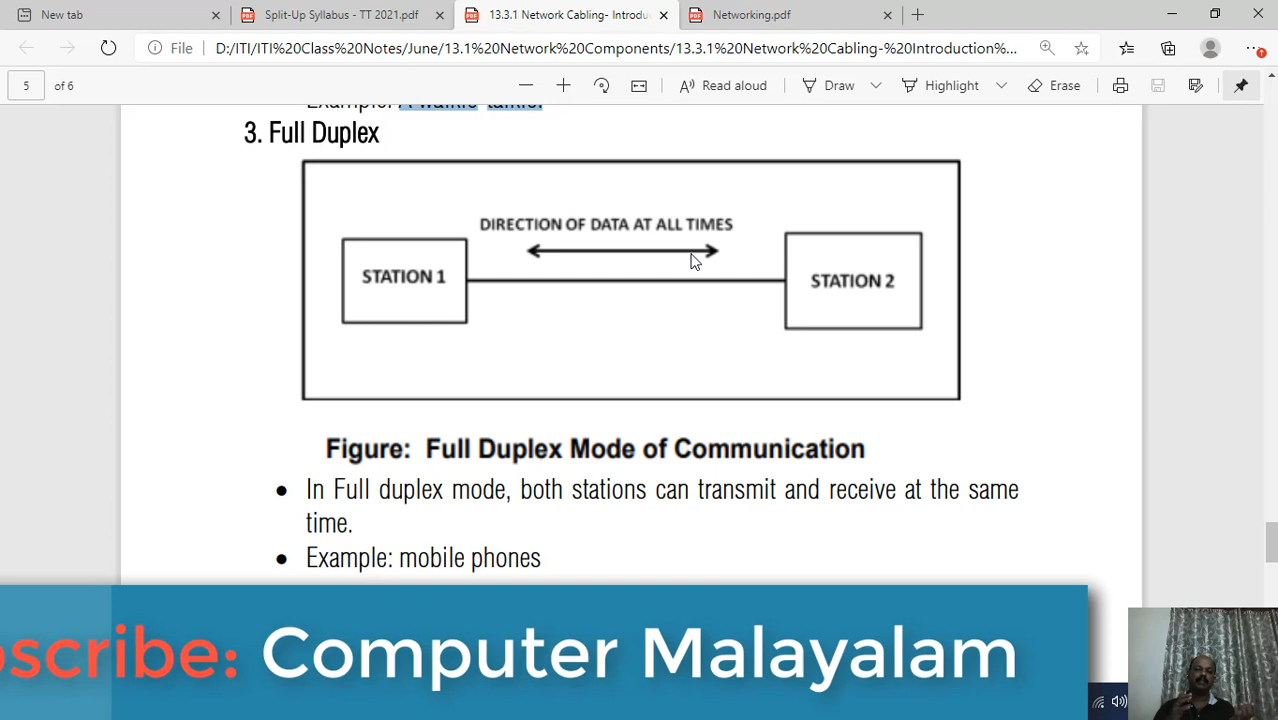 New tab
Split-Up Syllabus - TT 2021.pdf
13.3.1 Network Cabling- Introdu
Networking.pdf
File
D:/ITI/ITI%20Class%20Notes/June/13.1%20Network%20Components/13.3.1%20Network%20Cabling-%20Introduction%...
5
of 6
Read aloud
Draw
Highlight
Erase
Example: A walkie-talkie.
3. Full Duplex
DIRECTION OF DATA AT ALL TIMES
STATION 1
STATION 2
Figure: Full Duplex Mode of Communication
• In Full duplex mode, both stations can transmit and receive at the same
time.
• Example: mobile phones
scribe: Computer Malayalam